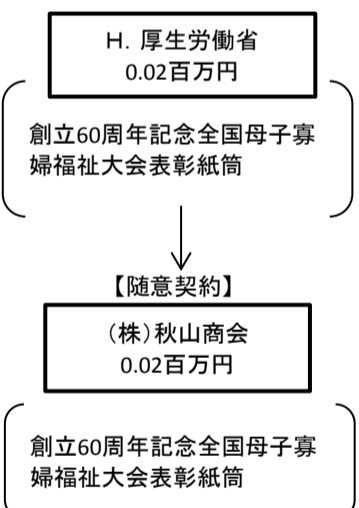 H．厚生労働省
0.02百万円
創立60周年記念全国母子寡
婦福祉大会表彰紙筒
【随意契約】
（株）秋山商会
0.02百万円
創立60周年記念全国母子寡
婦福祉大会表彰紙筒